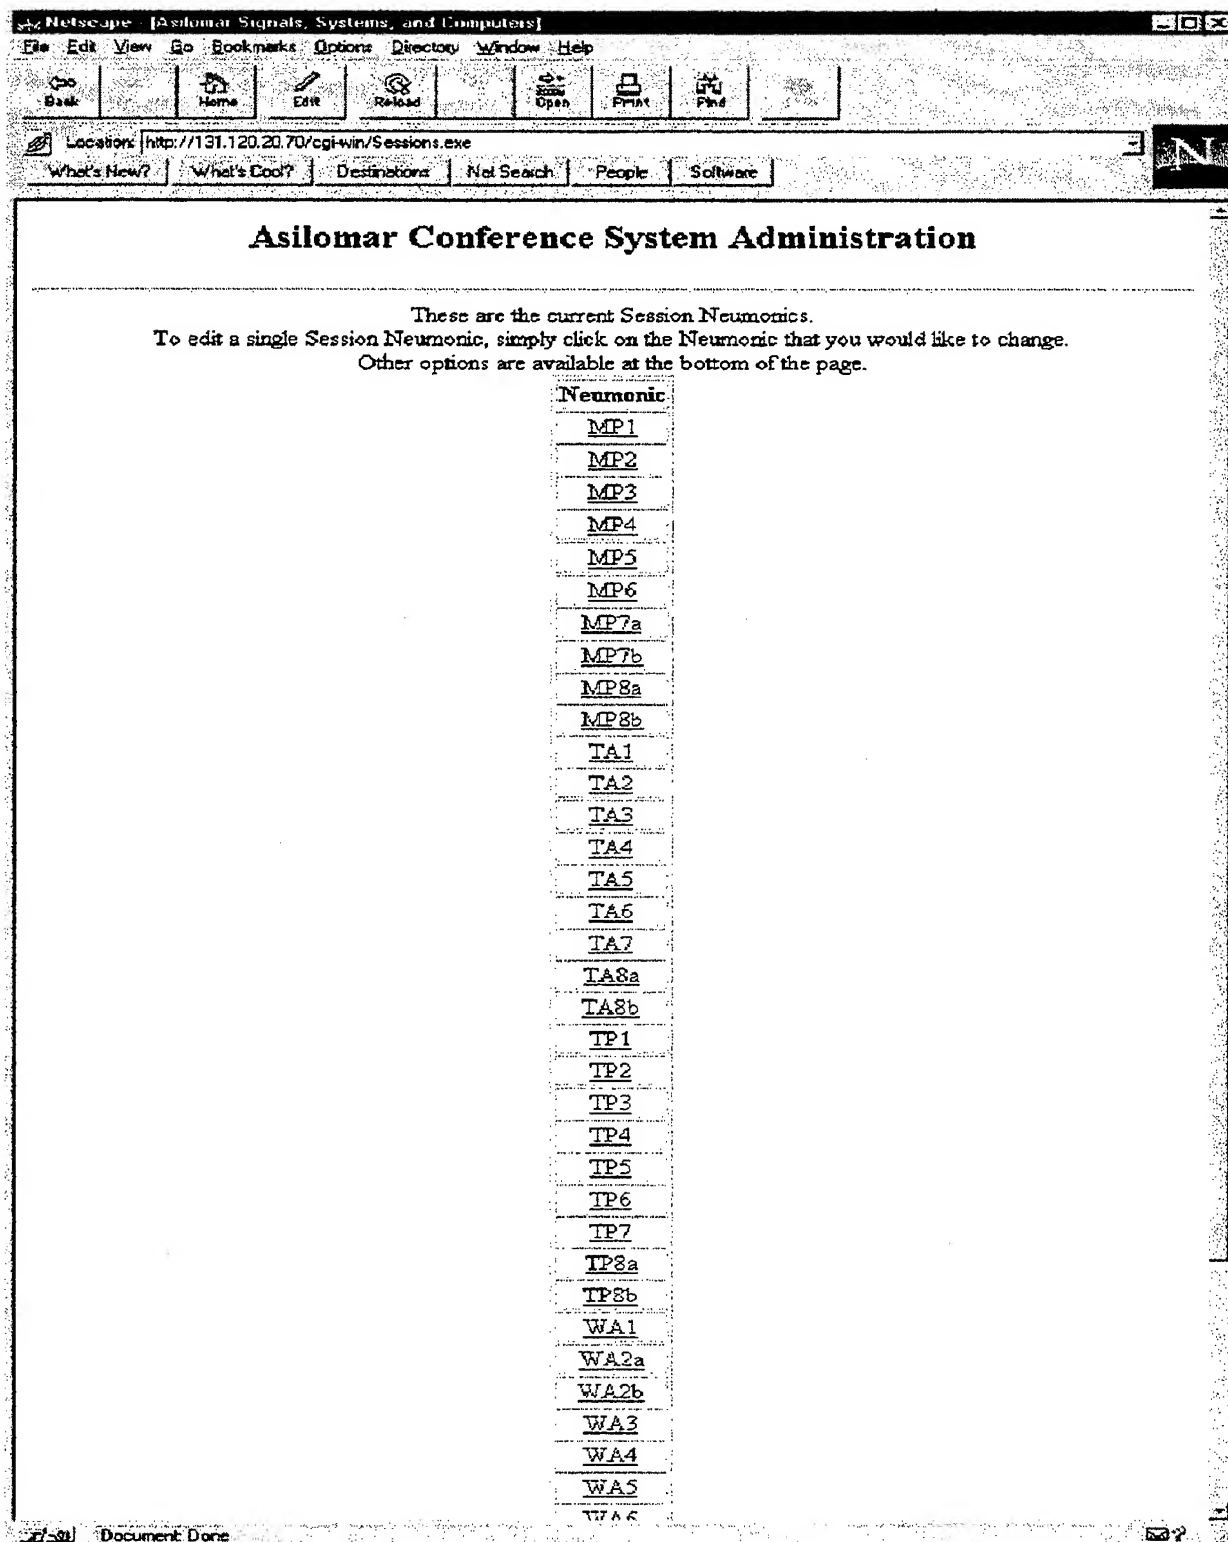 Netscape - [Asilomar Signals, Systems, and Computers]
File Edit View Go Bookmarks Options Directory Window Help
Back Home Edit Reload Open Print Find
Location: http://131.120.20.70/cgi-win/Sessions.exe
What's New? What's Cool? Destinations Net Search People Software
N
Asilomar Conference System Administration
These are the current Session Neumonics.
To edit a single Session Neumonic, simply click on the Neumonic that you would like to change.
Other options are available at the bottom of the page.
Neumonic
MP1
MP2
MP3
MP4
MP5
MP6
MP7a
MP7b
MP8a
MP8b
TA1
TA2
TA3
TA4
TA5
TA6
TA7
TA8a
TA8b
TP1
TP2
TP3
TP4
TP5
TP6
TP7
TP8a
TP8b
WA1
WA2a
WA2b
WA3
WA4
WA5
WA6
Document: Done